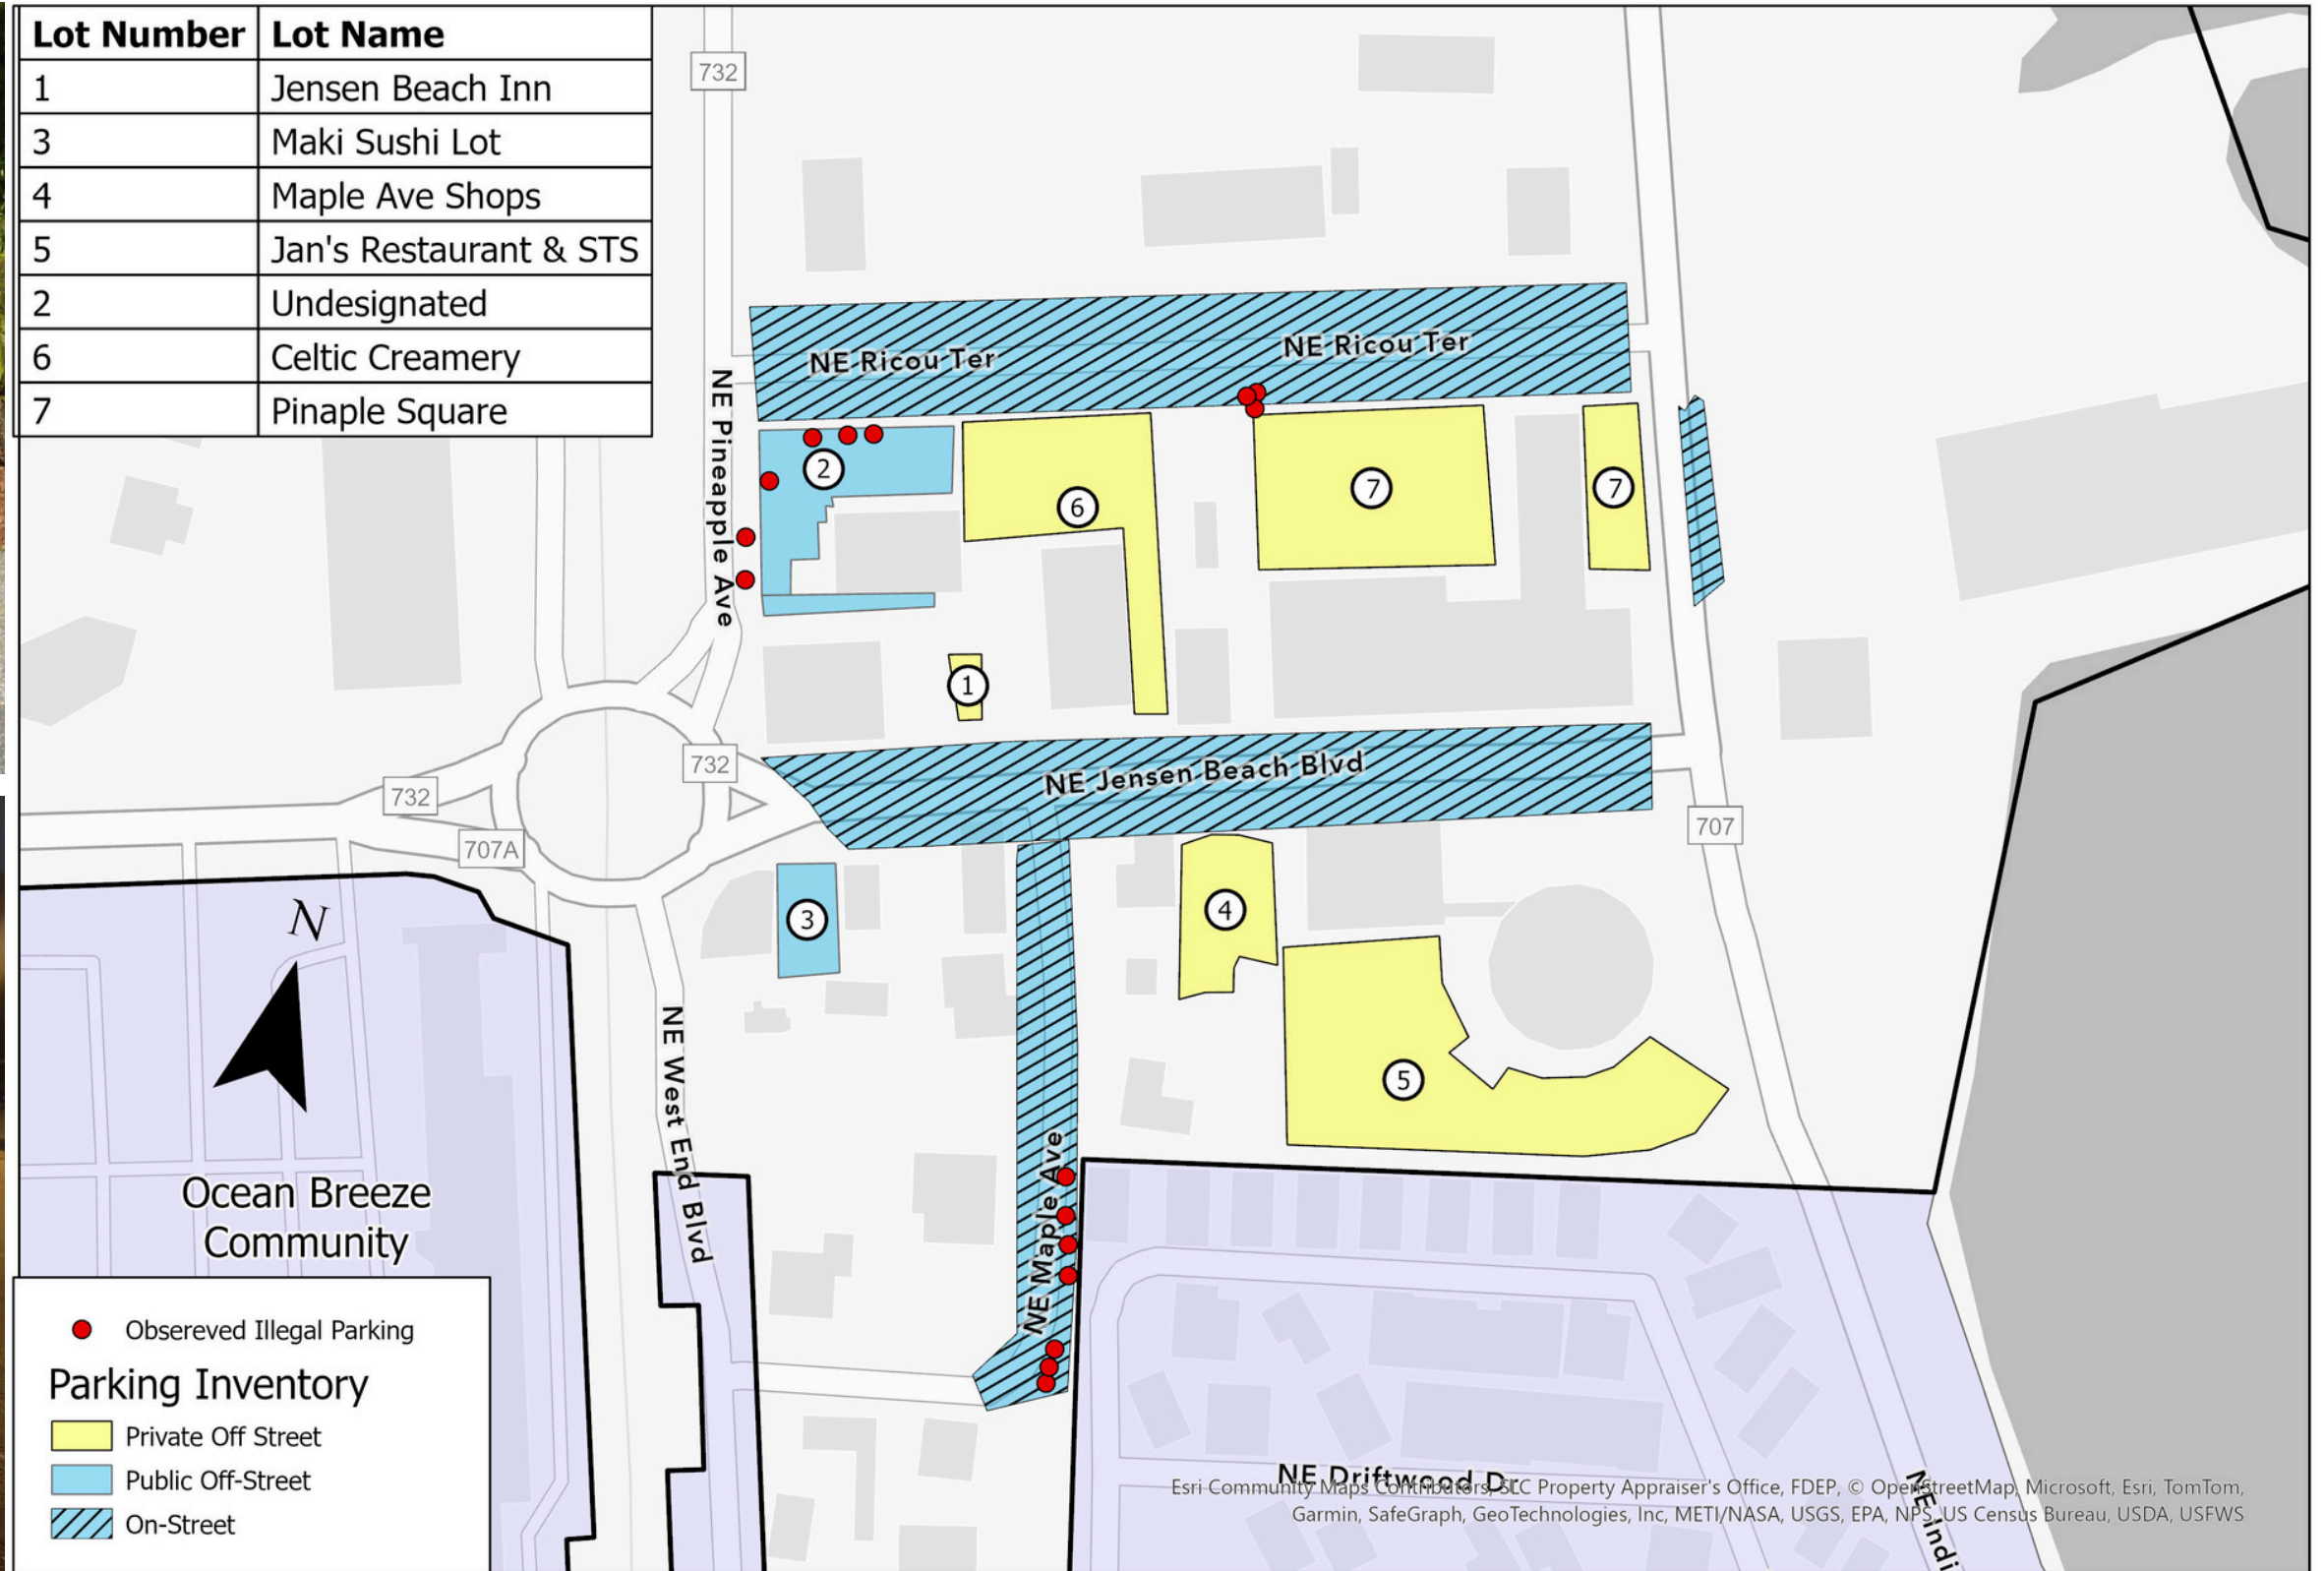 Lot Number Lot Name
1 Jensen Beach Inn
3 Maki Sushi Lot
4 Maple Ave Shops
5 Jan's Restaurant & STS
2 Undesignated
6 Celtic Creamery
7 Pinaple Square
732
NE Ricou Ter
NE Ricou Ter
NE Pineapple Ave
2
6
7
7
1
732
NE Jensen Beach Blvd
732
707A
707
3
4
N
NE West End Blvd
5
NE Maple Ave
Ocean Breeze
Community
Obsereved Illegal Parking
Parking Inventory
Private Off Street
Public Off-Street
On-Street
NE Driftwood Dr
NE Indi
Esri Community Maps Contributors, SLC Property Appraiser's Office, FDEP, © OpenStreetMap, Microsoft, Esri, TomTom,
Garmin, SafeGraph, GeoTechnologies, Inc, METI/NASA, USGS, EPA, NPS, US Census Bureau, USDA, USFWS